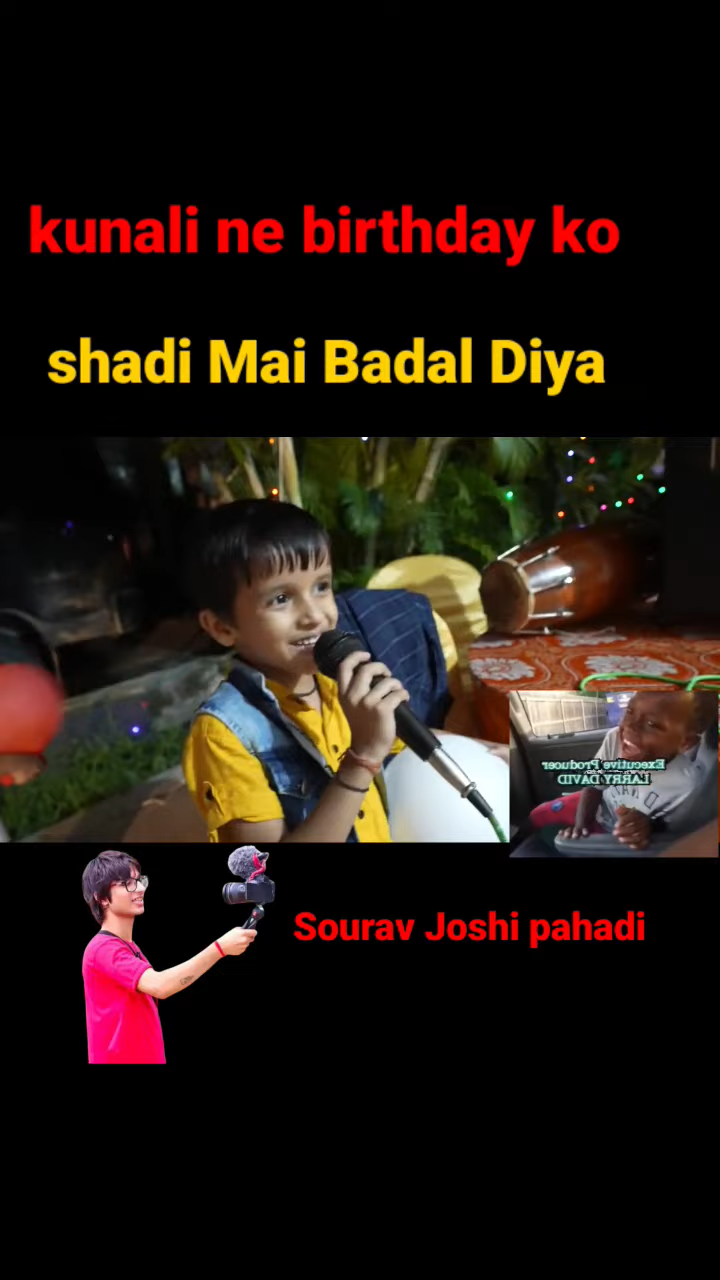 kunali ne birthday ko
shadi Mai Badal Diya
Executive Producer
LARRY DAVID
Sourav Joshi pahadi